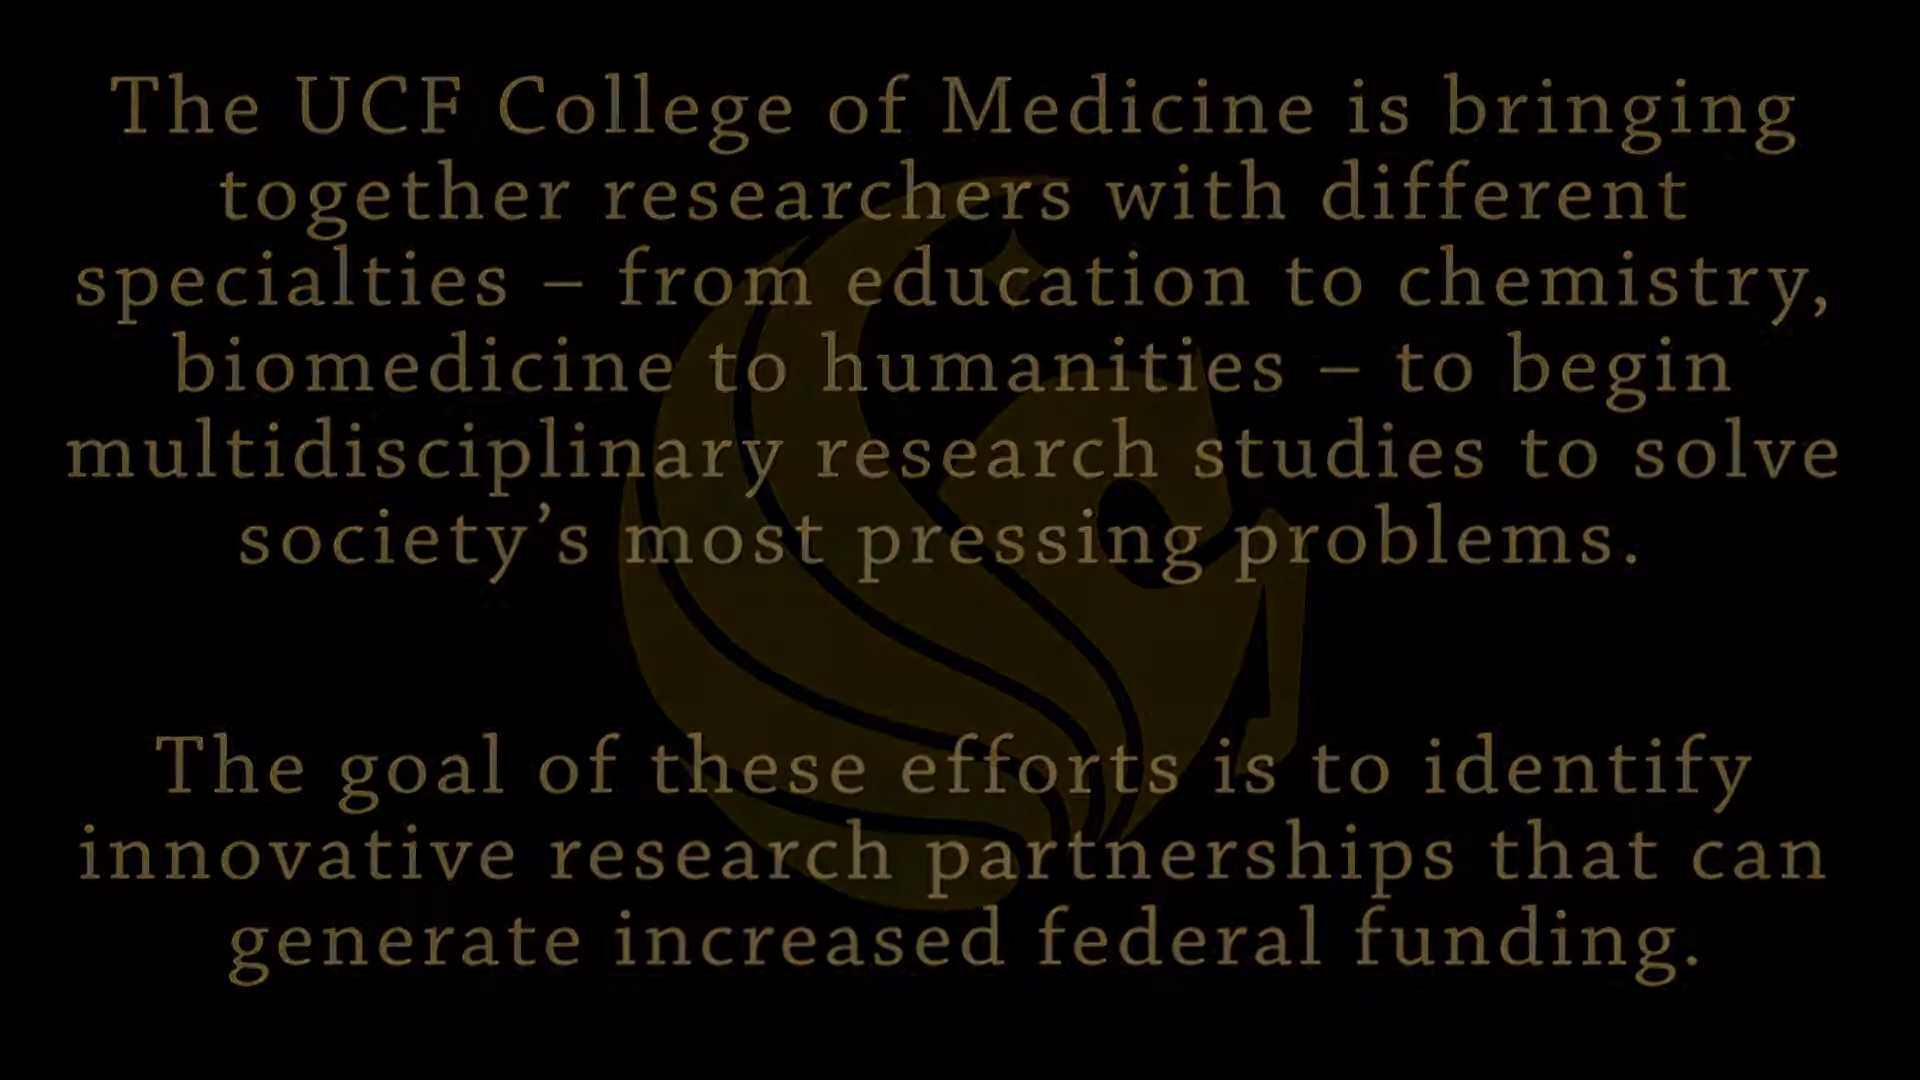 The UCF College of Medicine is bringing
together researchers with different
specialties – from education to chemistry,
biomedicine to humanities – to begin
multidisciplinary research studies to solve
society’s most pressing problems.
The goal of these efforts is to identify
innovative research partnerships that can
generate increased federal funding.